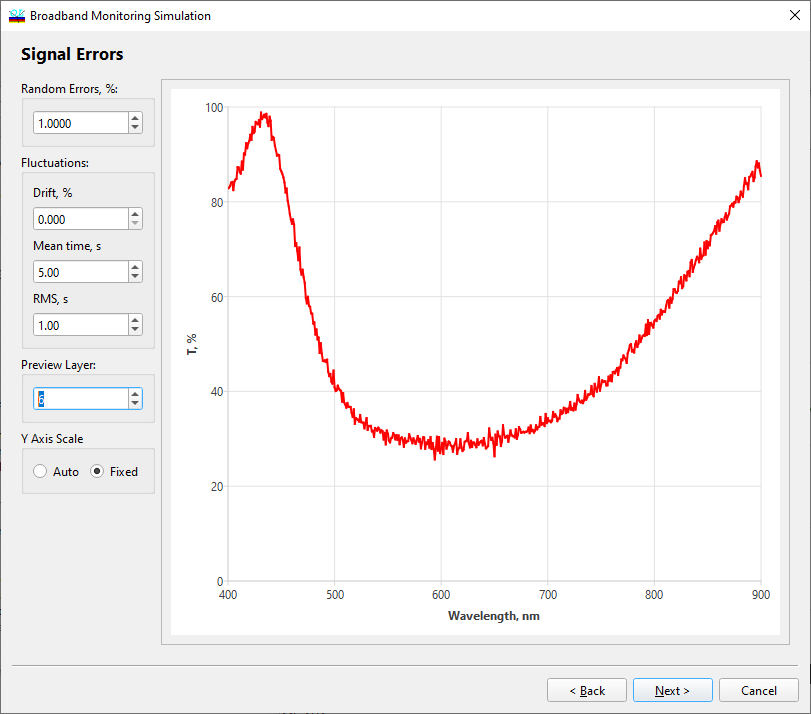 Broadband Monitoring Simulation
Signal Errors
Random Errors, %:
1.0000
Fluctuations:
Drift, %
0.000
Mean time, s
5.00
RMS, s
1.00
Preview Layer:
6
Y Axis Scale
Auto
Fixed
100
80
60
40
20
0
T, %
400
500
600
700
800
900
Wavelength, nm
< Back
Next >
Cancel